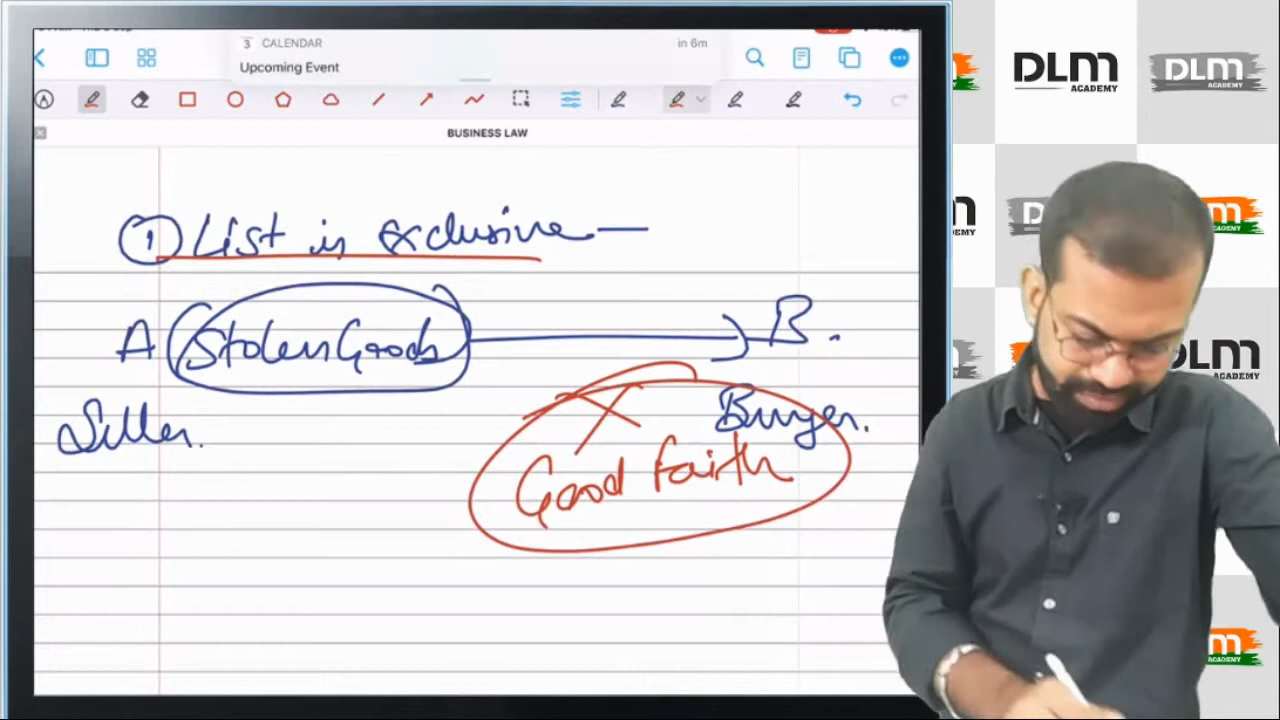 3 CALENDAR in 6m
Upcoming Event
BUSINESS LAW
① List is exclusive —
A (Stolen Goods) B.
Seller. Buyer.
X
Good faith
DLM
ACADEMY
DLM
ACADEMY
DLM
ACADEMY
ACADEMY